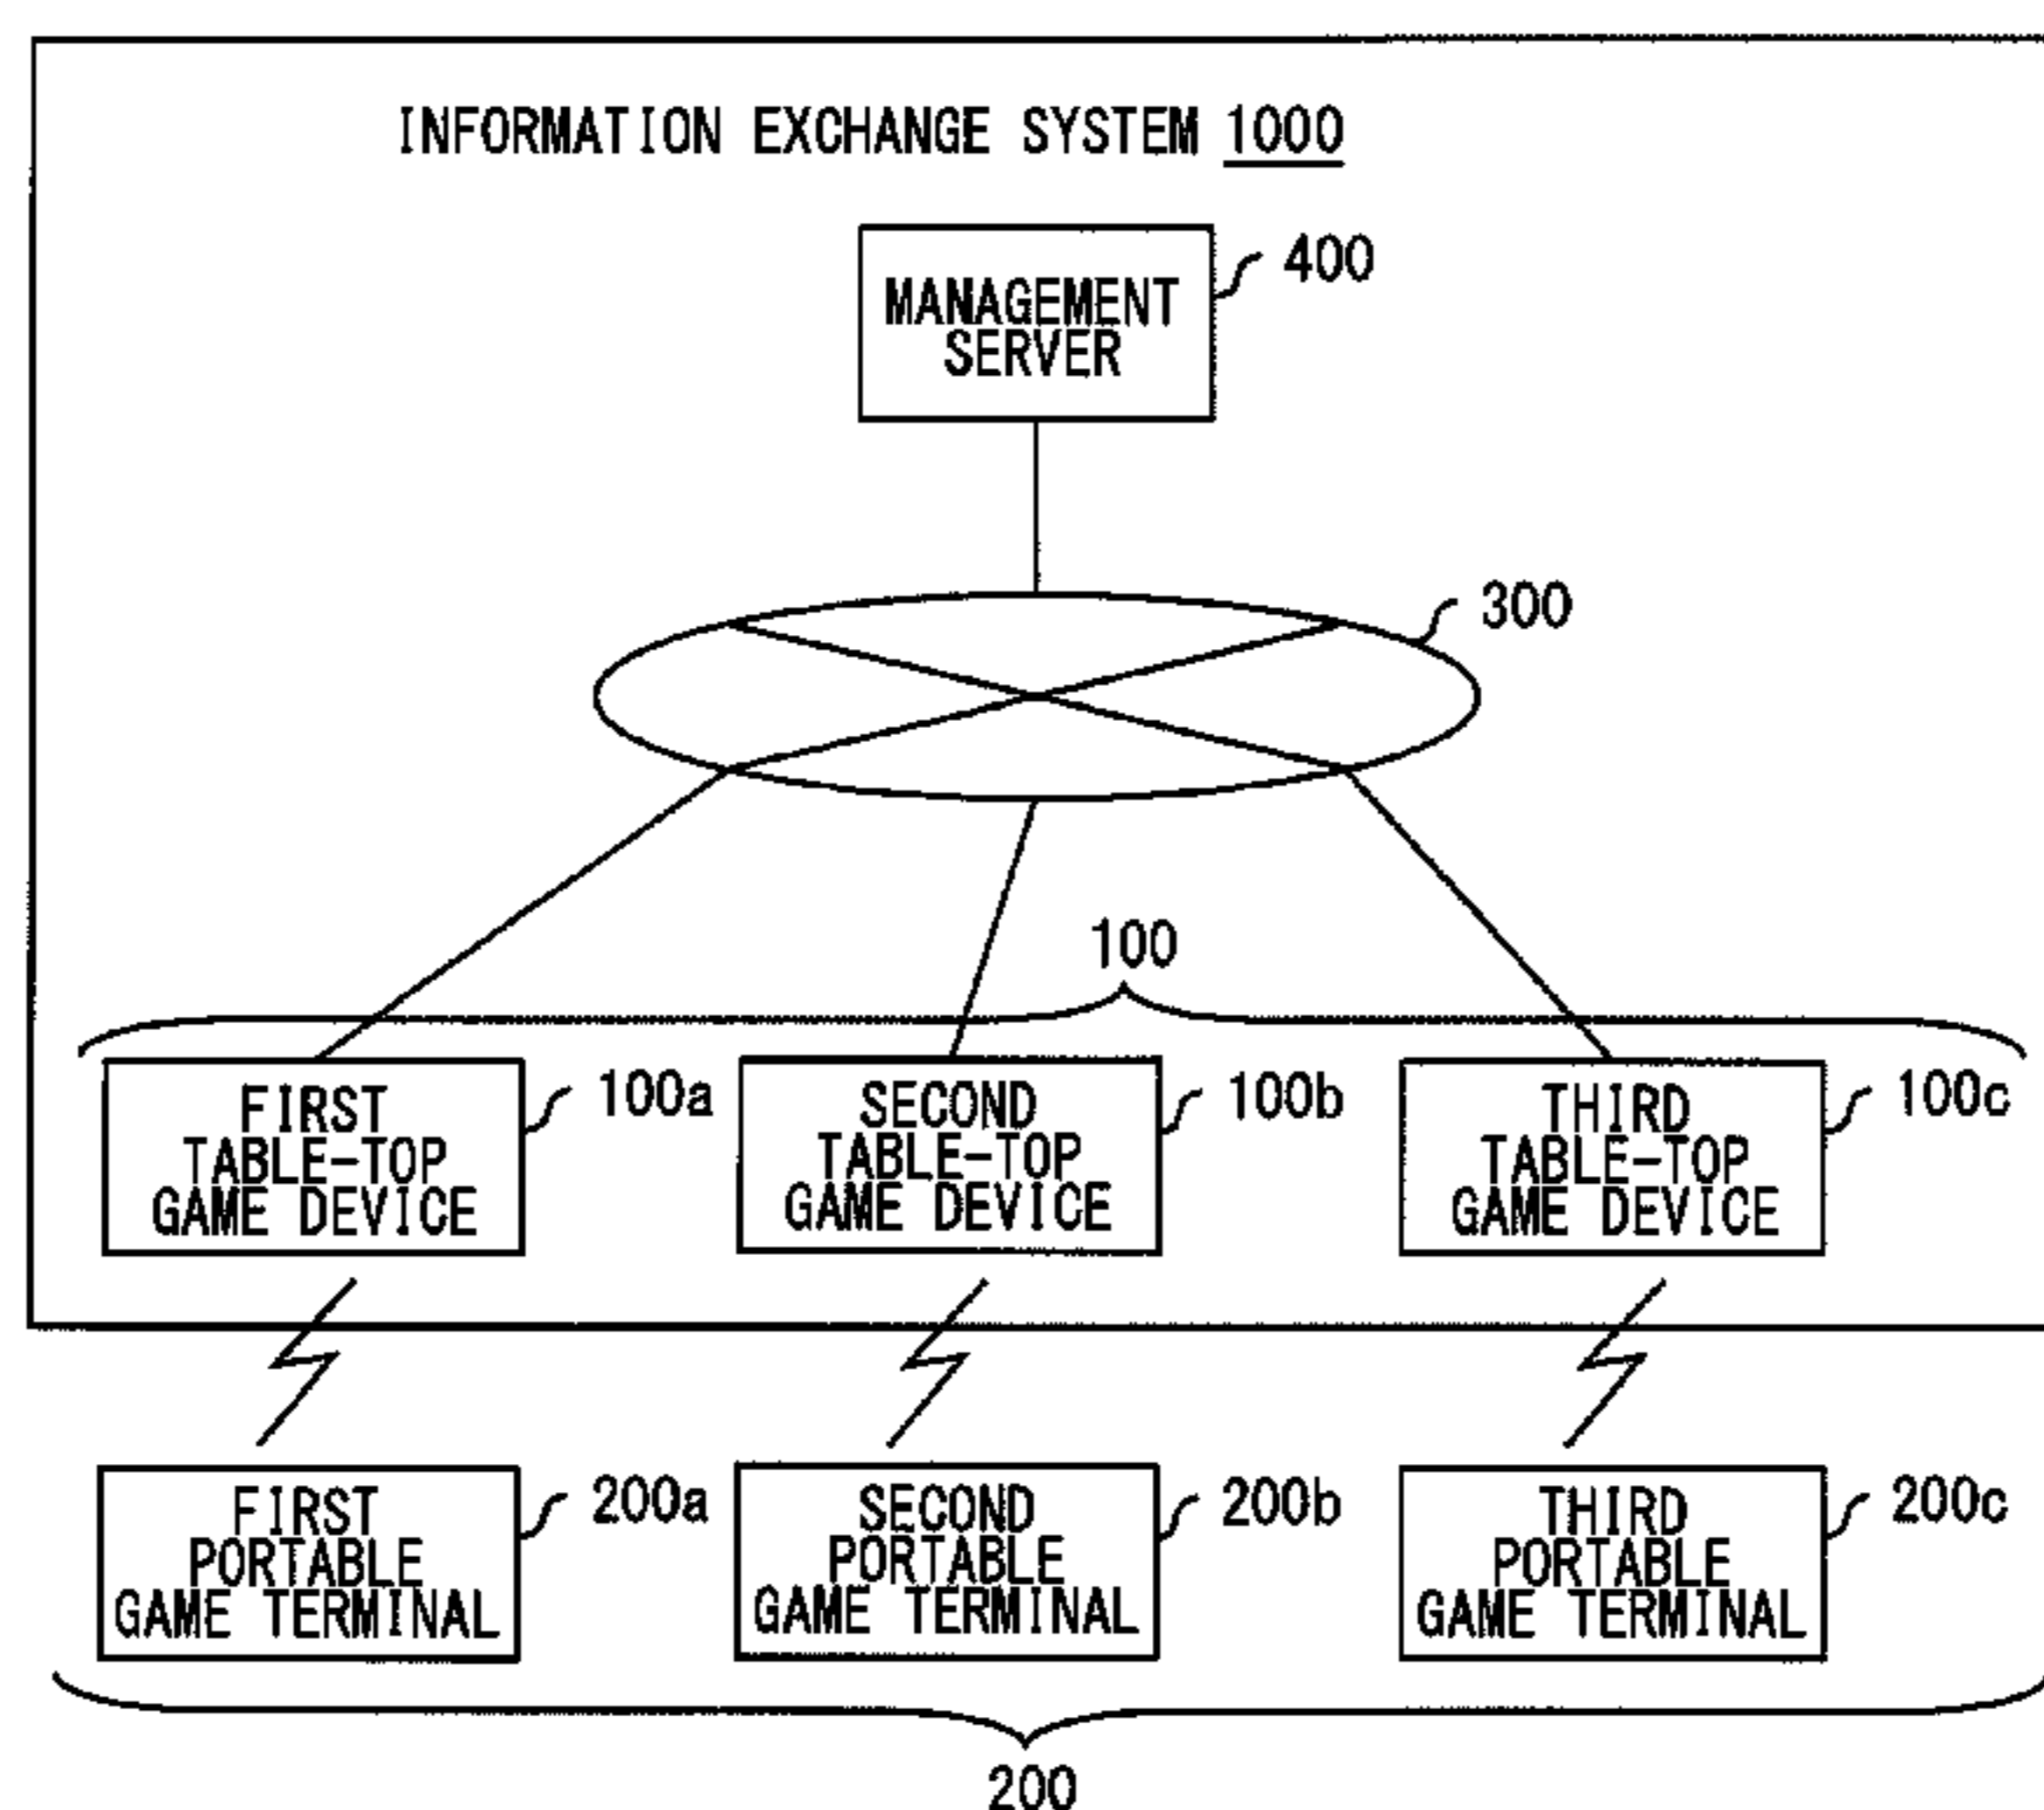 INFORMATION EXCHANGE SYSTEM 1000
400
MANAGEMENT
SERVER
300
100
100a
FIRST
TABLE-TOP
GAME DEVICE
100b
SECOND
TABLE-TOP
GAME DEVICE
100c
THIRD
TABLE-TOP
GAME DEVICE
200a
FIRST
PORTABLE
GAME TERMINAL
200b
SECOND
PORTABLE
GAME TERMINAL
200c
THIRD
PORTABLE
GAME TERMINAL
200